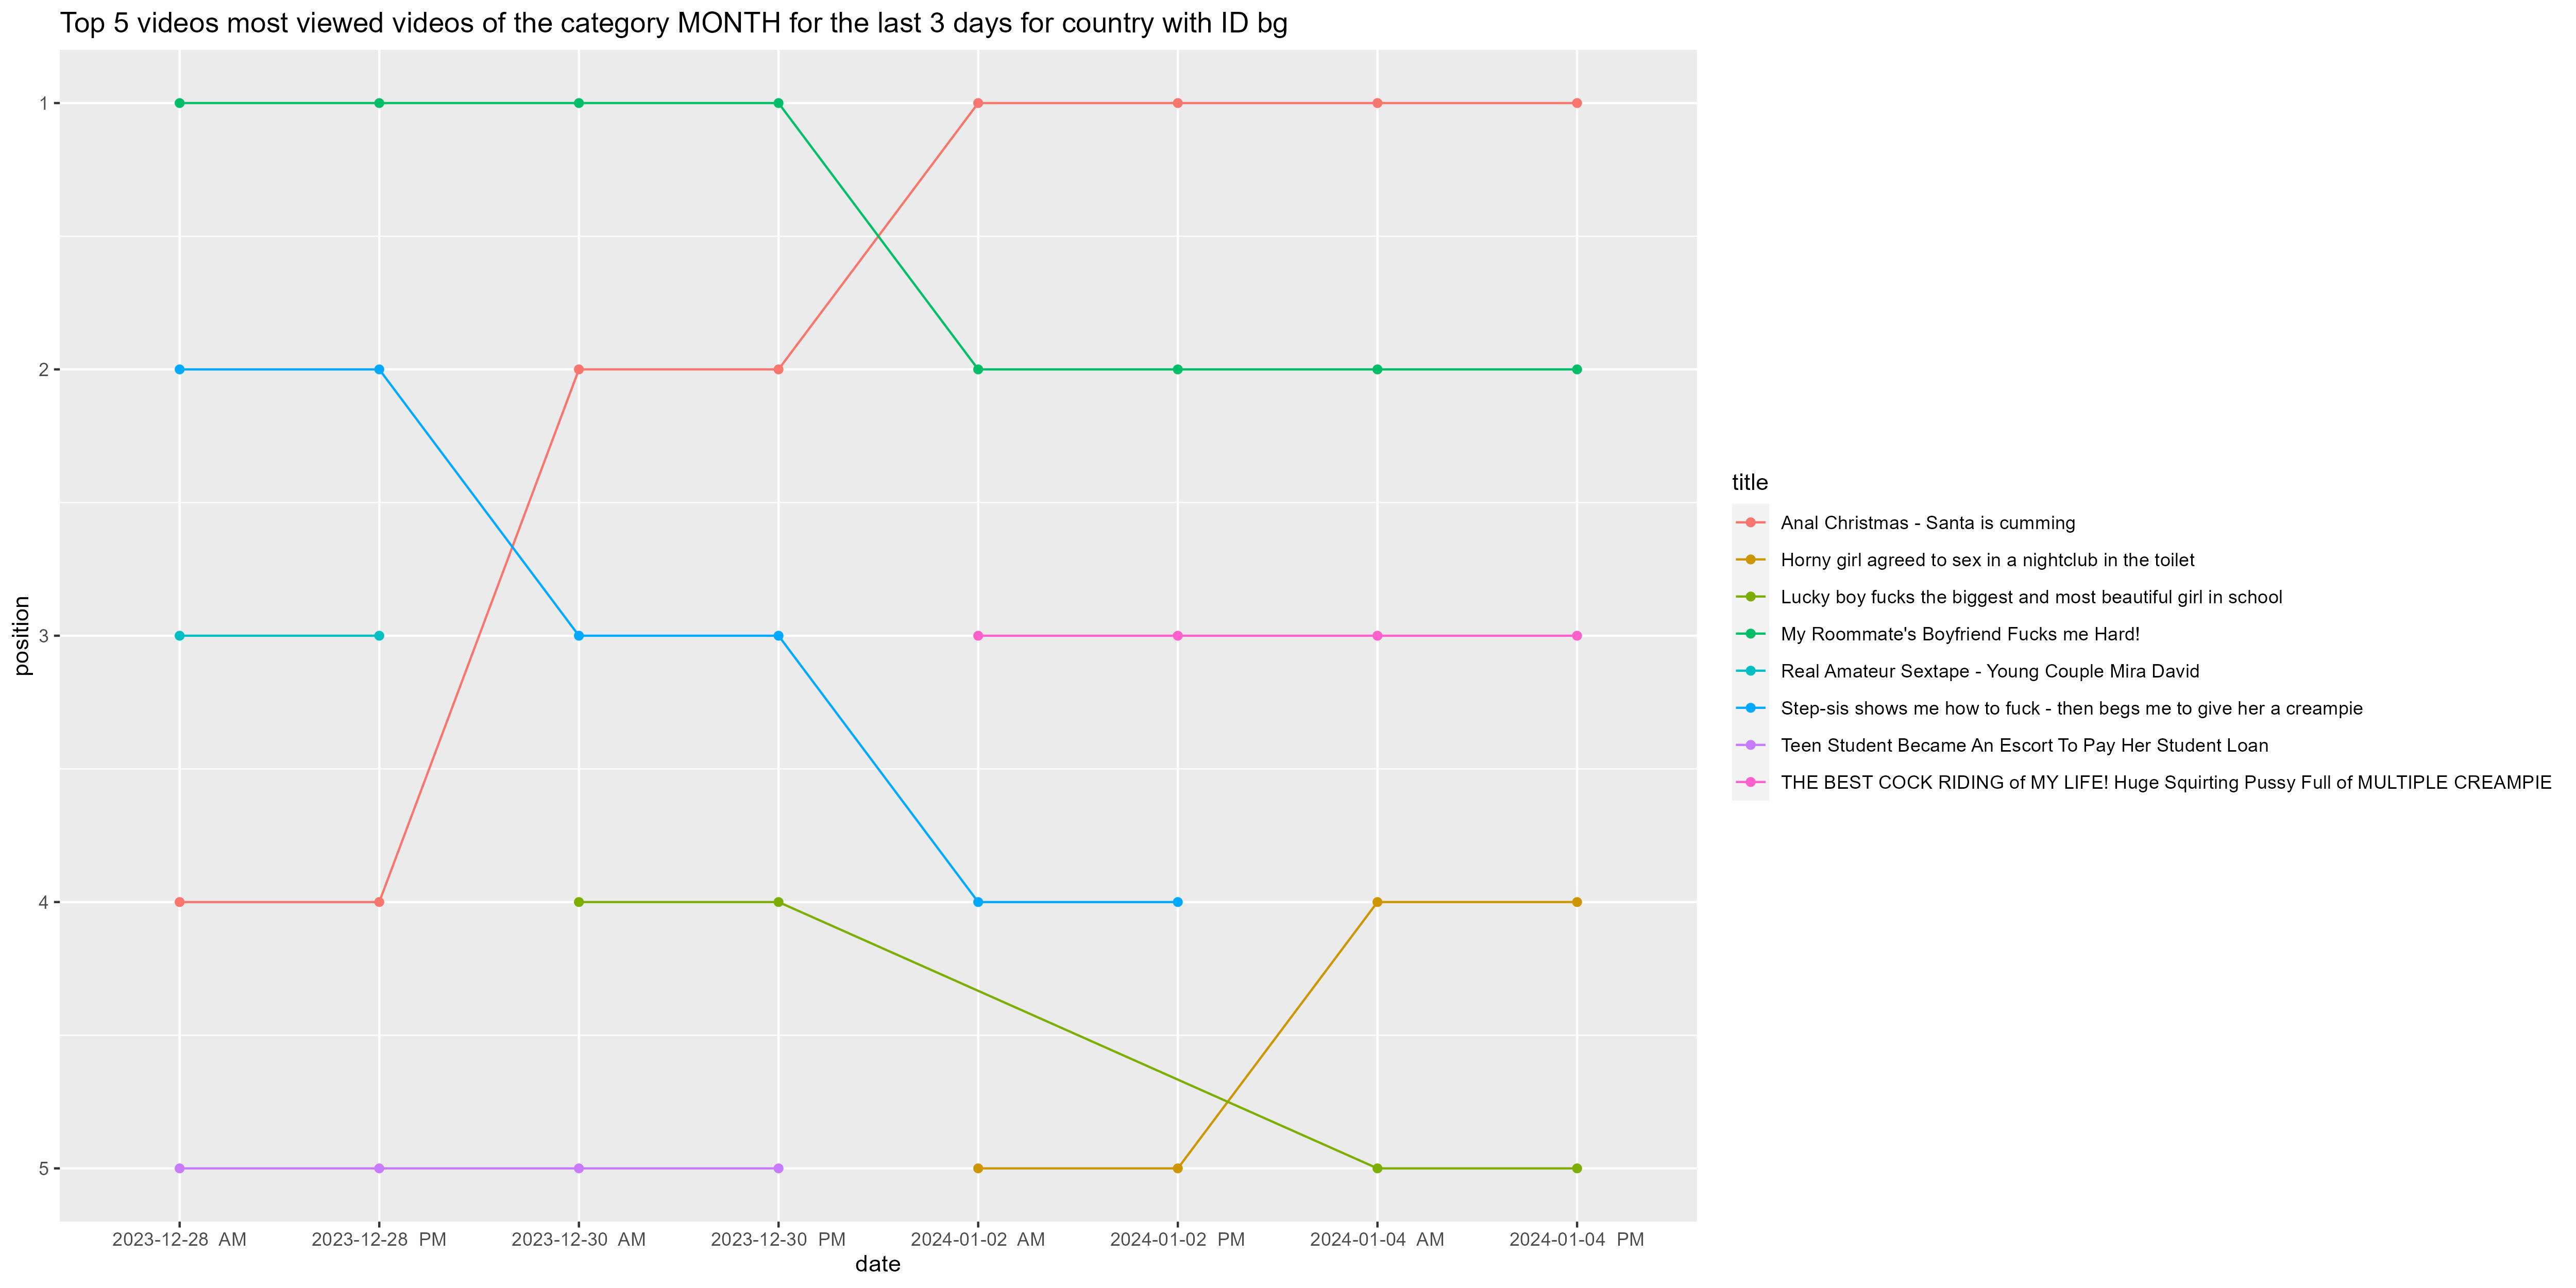 Top 5 videos most viewed videos of the category MONTH for the last 3 days for country with ID bg
position
1
2
3
4
5
2023-12-28 AM
2023-12-28 PM
2023-12-30 AM
2023-12-30 PM
2024-01-02 AM
2024-01-02 PM
2024-01-04 AM
2024-01-04 PM
date
title
Anal Christmas - Santa is cumming
Horny girl agreed to sex in a nightclub in the toilet
Lucky boy fucks the biggest and most beautiful girl in school
My Roommate's Boyfriend Fucks me Hard!
Real Amateur Sextape - Young Couple Mira David
Step-sis shows me how to fuck - then begs me to give her a creampie
Teen Student Became An Escort To Pay Her Student Loan
THE BEST COCK RIDING of MY LIFE! Huge Squirting Pussy Full of MULTIPLE CREAMPIE